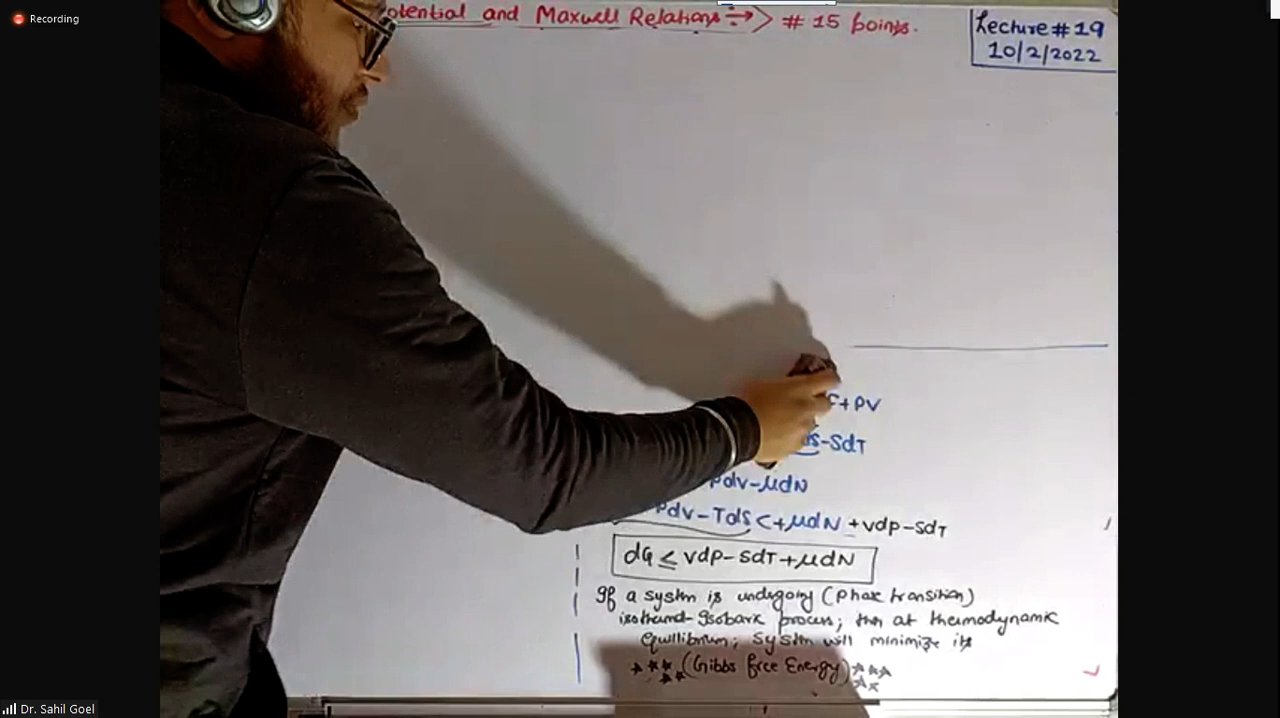 Recording
otential and Maxwell Relations ÷→> # 15 points.
Lecture # 19
10/2/2022
F + PV
ds-SdT
Pdv-μdN
Pdv-Tds<+μdN +vdp-SdT
dG ≤ vdp-SdT+μdN
If a system is undergoing (Phase transition)
isothermal-Isobaric process; then at thermodynamic
Equilibrium; System will minimize its
★★★★ (Gibbs free Energy) ★★★★★
Dr. Sahil Goel